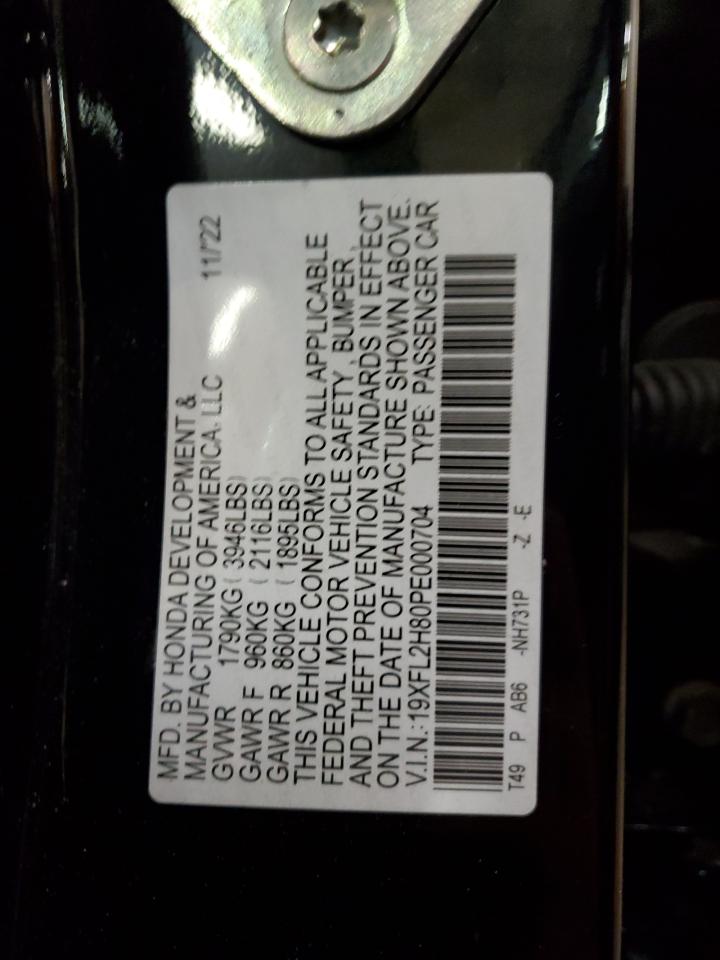 MFD. BY HONDA DEVELOPMENT &
MANUFACTURING OF AMERICA, LLC 11/'22
GVWR 1790KG (3946LBS)
GAWR F 960KG (2116LBS)
GAWR R 860KG (1895LBS)
THIS VEHICLE CONFORMS TO ALL APPLICABLE
FEDERAL MOTOR VEHICLE SAFETY, BUMPER,
AND THEFT PREVENTION STANDARDS IN EFFECT
ON THE DATE OF MANUFACTURE SHOWN ABOVE.
V.I.N.:19XFL2H80PE000704 TYPE: PASSENGER CAR
T49 P AB6 -NH731P -Z -E